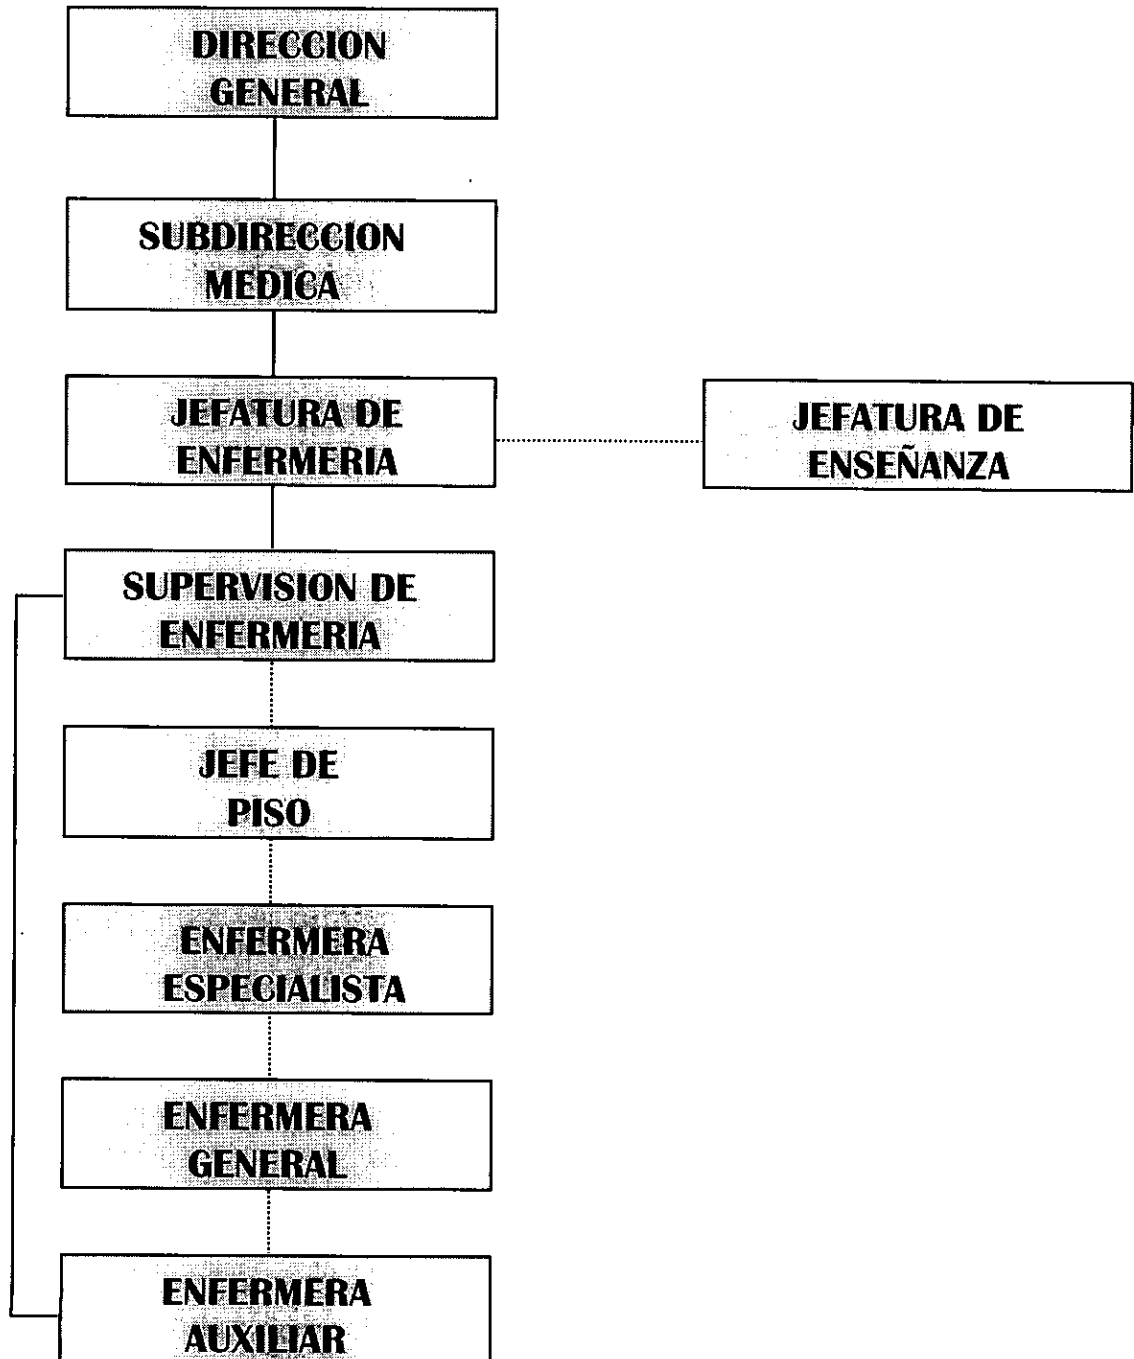 DIRECCION
GENERAL
SUBDIRECCION
MEDICA
JEFATURA DE
ENFERMERIA
JEFATURA DE
ENSEÑANZA
SUPERVISION DE
ENFERMERIA
JEFE DE
PISO
ENFERMERA
ESPECIALISTA
ENFERMERA
GENERAL
ENFERMERA
AUXILIAR